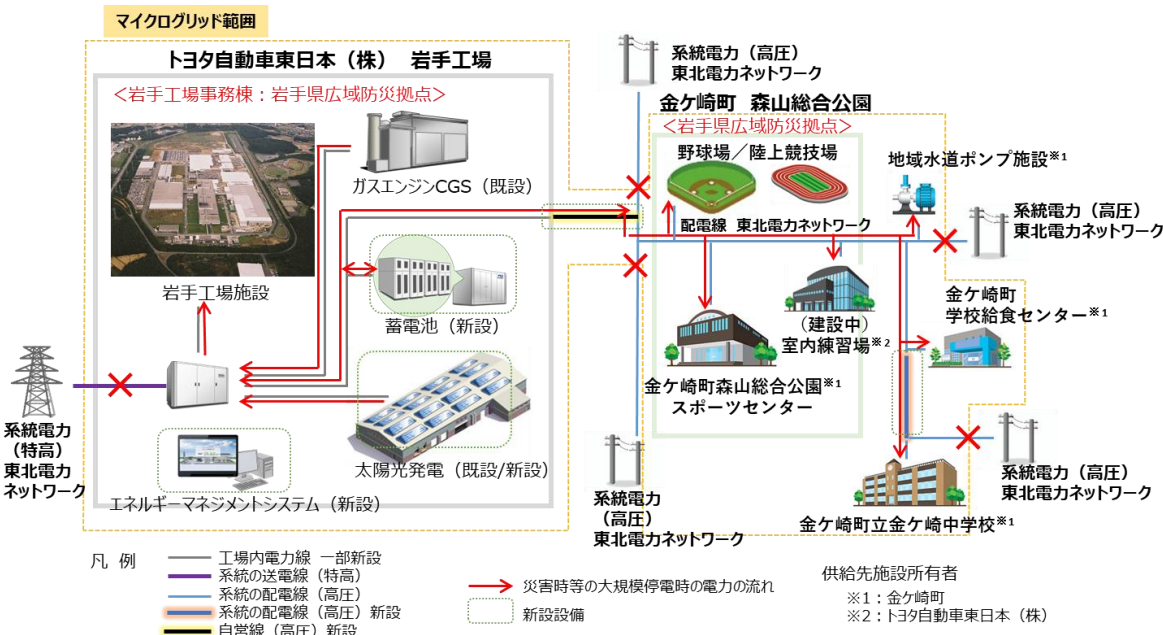 マイクログリッド範囲
トヨタ自動車東日本（株）　岩手工場
＜岩手工場事務棟：岩手県広域防災拠点＞
ガスエンジンCGS（既設）
岩手工場施設
蓄電池（新設）
太陽光発電（既設/新設）
エネルギーマネジメントシステム（新設）
系統電力
（特高）
東北電力
ネットワーク
系統電力（高圧）
東北電力ネットワーク
金ケ崎町　森山総合公園
＜岩手県広域防災拠点＞
野球場／陸上競技場
配電線　東北電力ネットワーク
地域水道ポンプ施設※1
系統電力（高圧）
東北電力ネットワーク
（建設中）
室内練習場※2
金ケ崎町森山総合公園※1
スポーツセンター
金ケ崎町
学校給食センター※1
系統電力
（高圧）
東北電力ネットワーク
系統電力（高圧）
東北電力ネットワーク
金ケ崎町立金ケ崎中学校※1
凡 例
工場内電力線　一部新設
系統の送電線（特高）
系統の配電線（高圧）
系統の配電線（高圧）新設
自営線（高圧）新設
災害時等の大規模停電時の電力の流れ
新設設備
供給先施設所有者
※1：金ケ崎町
※2：トヨタ自動車東日本（株）